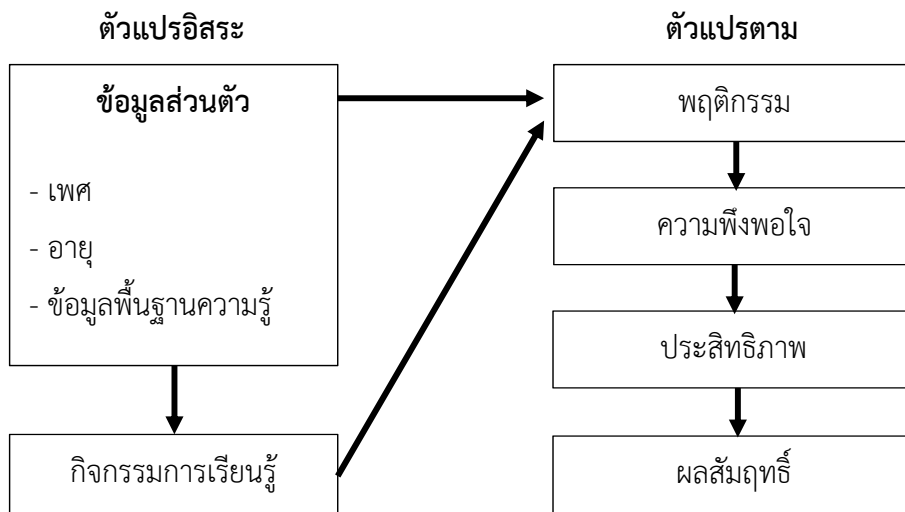 ตัวแปรอิสระ
ข้อมูลส่วนตัว
- เพศ
- อายุ
- ข้อมูลพื้นฐานความรู้
กิจกรรมการเรียนรู้
ตัวแปรตาม
พฤติกรรม
ความพึงพอใจ
ประสิทธิภาพ
ผลสัมฤทธิ์